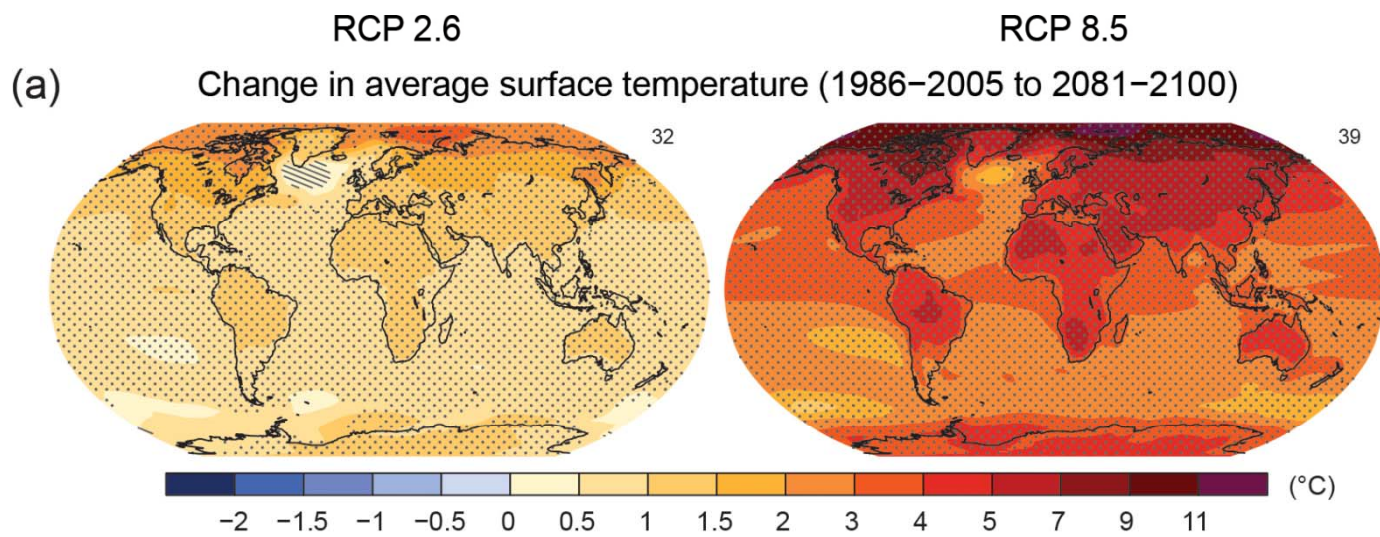 RCP 2.6 RCP 8.5
(a) Change in average surface temperature (1986−2005 to 2081−2100)
32 39
(°C)
−2 −1.5 −1 −0.5 0 0.5 1 1.5 2 3 4 5 7 9 11